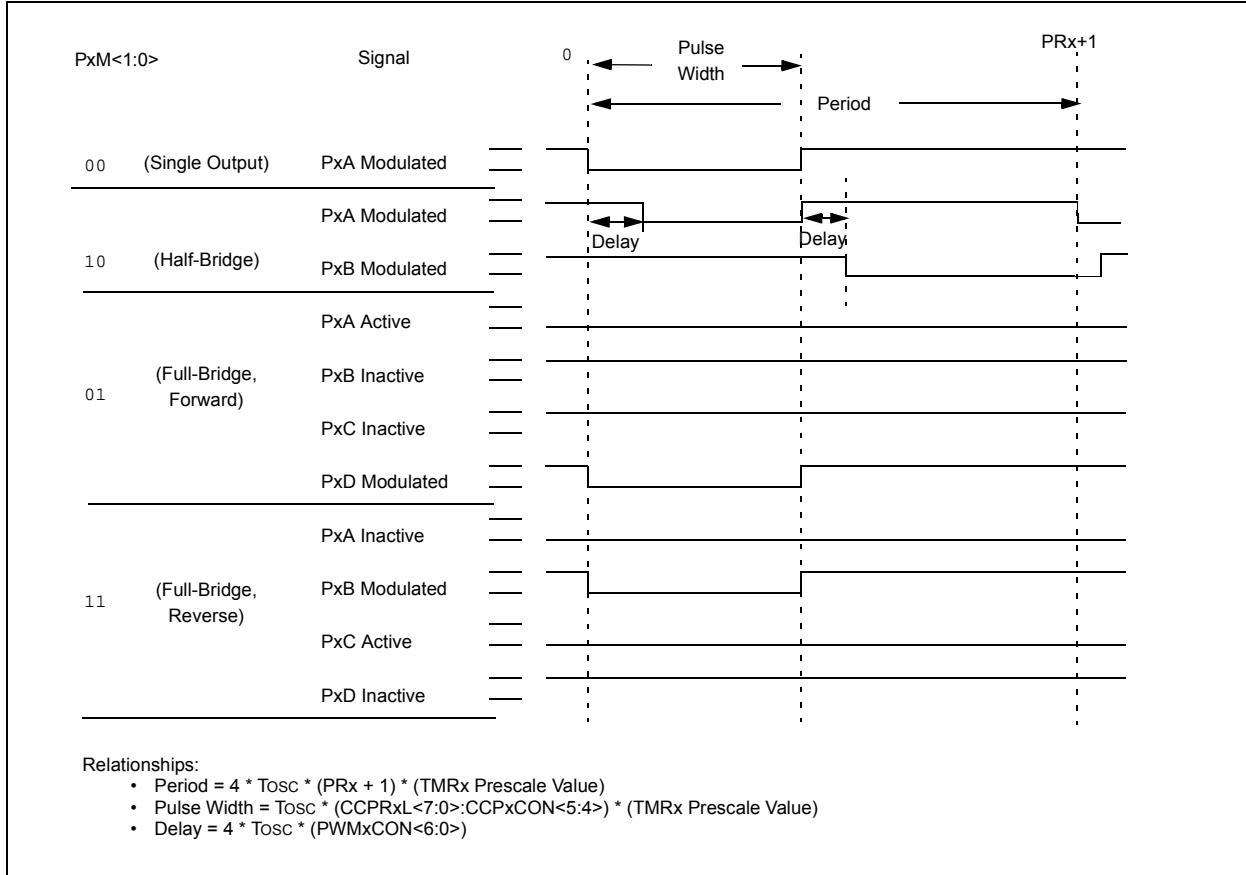 PxM<1:0> Signal 0 Pulse Width PRx+1
Period
00 (Single Output) PxA Modulated
PxA Modulated
Delay Delay
10 (Half-Bridge) PxB Modulated
PxA Active
(Full-Bridge, Forward) PxB Inactive
01
PxC Inactive
PxD Modulated
PxA Inactive
(Full-Bridge, Reverse) PxB Modulated
11
PxC Active
PxD Inactive
Relationships:
• Period = 4 * TOSC * (PRx + 1) * (TMRx Prescale Value)
• Pulse Width = TOSC * (CCPRxL<7:0>:CCPxCON<5:4>) * (TMRx Prescale Value)
• Delay = 4 * TOSC * (PWMxCON<6:0>)